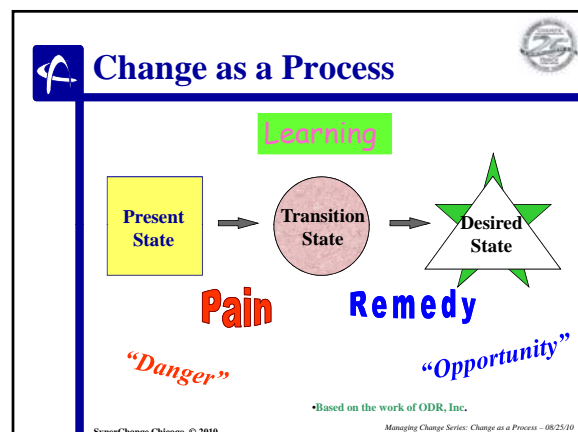 Change as a Process
Learning
Present
State
Transition
State
Desired
State
Pain
Remedy
"Danger"
"Opportunity"
•Based on the work of ODR, Inc.
SynerChange Chicago © 2010
Managing Change Series: Change as a Process – 08/25/10